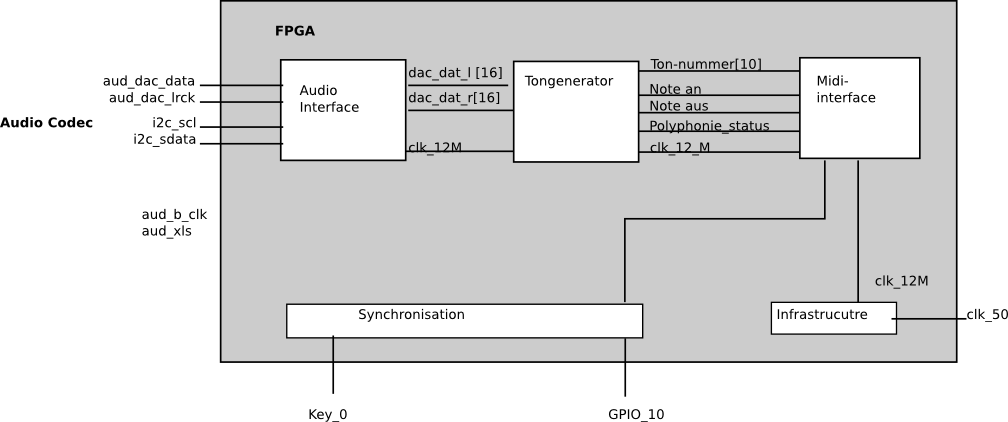 FPGA
aud_dac_data
aud_dac_lrck
Audio Codec
i2c_scl
i2c_sdata
Audio
Interface
dac_dat_l [16]
dac_dat_r[16]
clk_12M
Tongenerator
Ton-nummer[10]
Note an
Note aus
Polyphonie_status
clk_12_M
Midi-
interface
aud_b_clk
aud_xls
clk_12M
Synchronisation
Infrastrucutre
clk_50
Key_0
GPIO_10